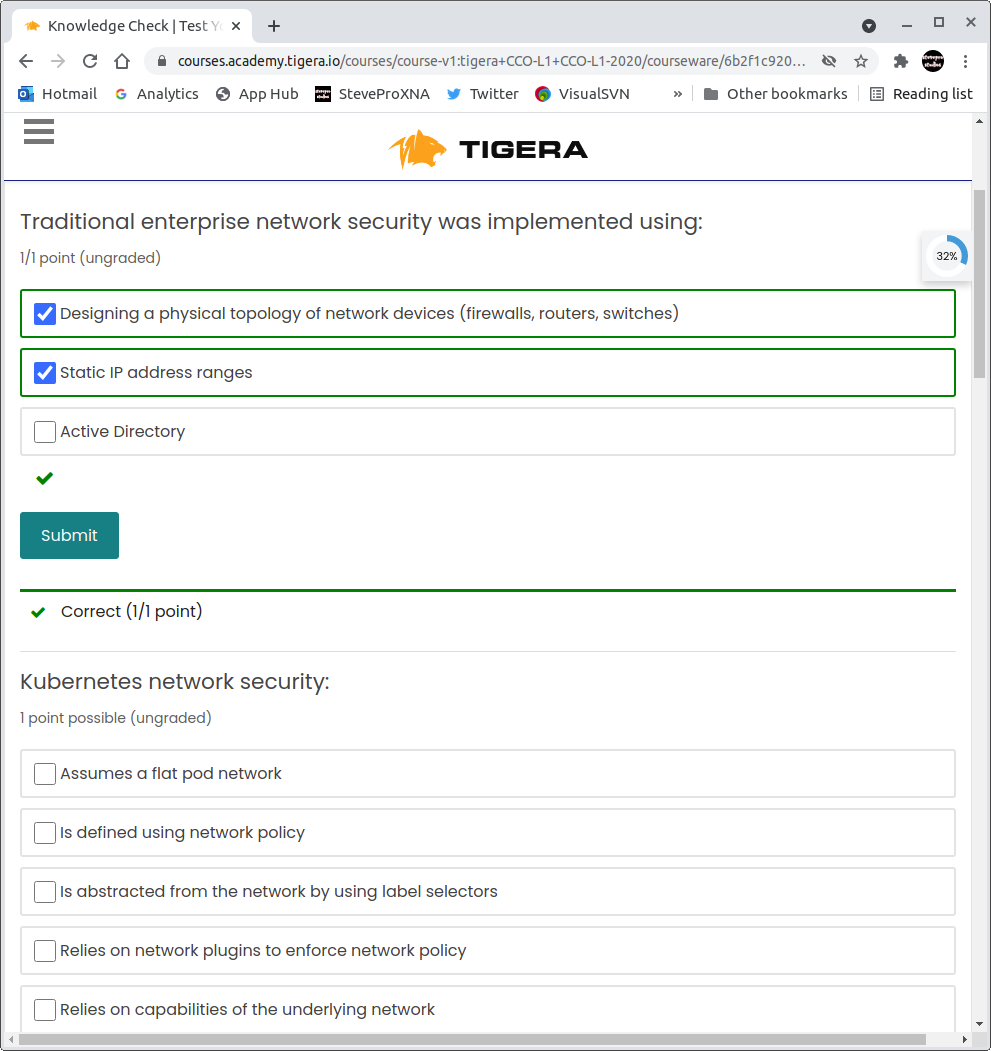 Knowledge Check | Test Yo
courses.academy.tigera.io/courses/course-v1:tigera+CCO-L1+CCO-L1-2020/courseware/6b2f1c920...
Hotmail Analytics App Hub SteveProXNA Twitter VisualSVN » Other bookmarks Reading list
TIGERA
Traditional enterprise network security was implemented using:
1/1 point (ungraded)
32%
Designing a physical topology of network devices (firewalls, routers, switches)
Static IP address ranges
Active Directory
Submit
Correct (1/1 point)
Kubernetes network security:
1 point possible (ungraded)
Assumes a flat pod network
Is defined using network policy
Is abstracted from the network by using label selectors
Relies on network plugins to enforce network policy
Relies on capabilities of the underlying network